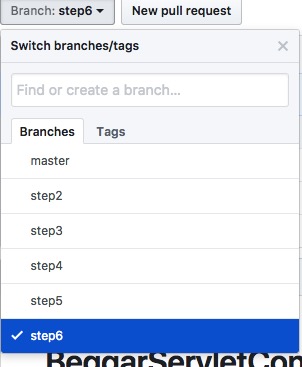 Branch: step6 New pull request
Switch branches/tags
Find or create a branch...
Branches Tags
master
step2
step3
step4
step5
step6
BeggarServletCon